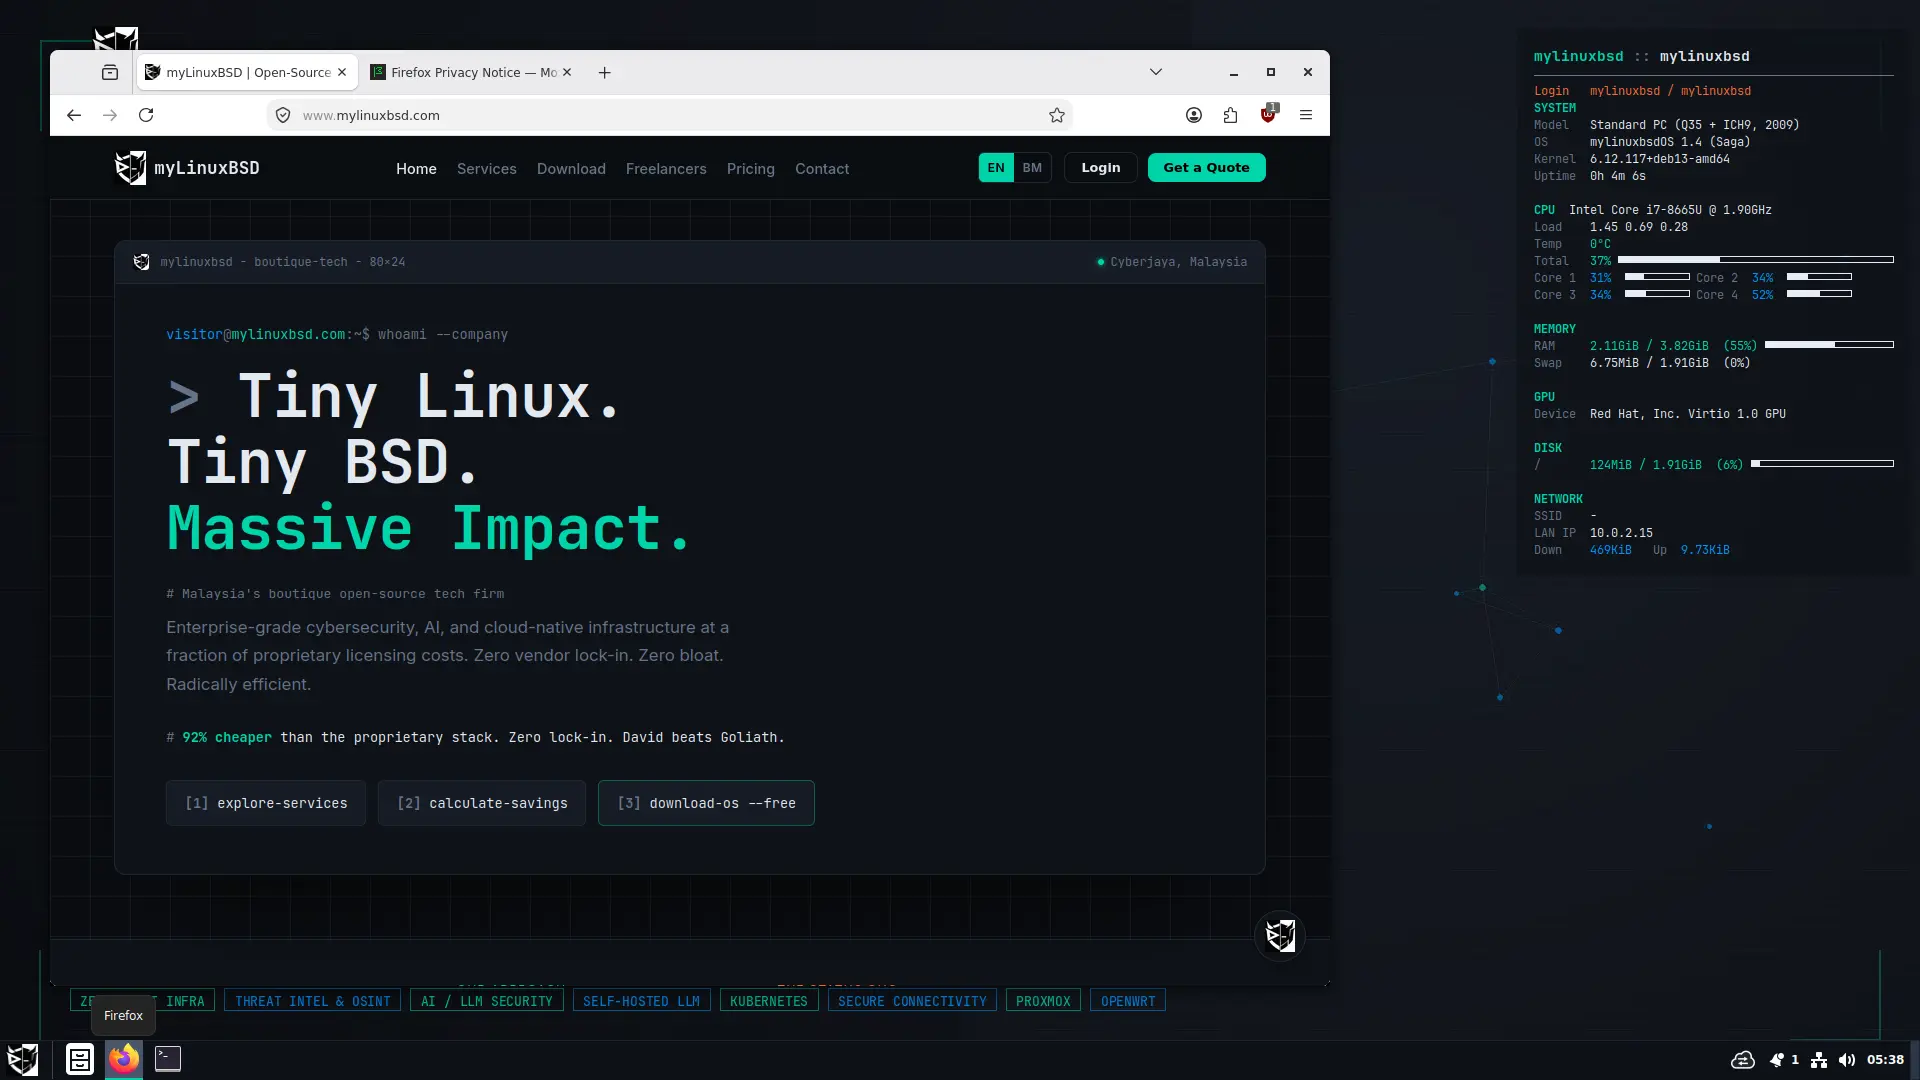 myLinuxBSD | Open-Source
Firefox Privacy Notice — Mo
www.mylinuxbsd.com
1
myLinuxBSD
Home Services Download Freelancers Pricing Contact
EN BM Login Get a Quote
mylinuxbsd - boutique-tech - 80×24
Cyberjaya, Malaysia
visitor@mylinuxbsd.com:~$ whoami --company
> Tiny Linux.
Tiny BSD.
Massive Impact.
# Malaysia's boutique open-source tech firm
Enterprise-grade cybersecurity, AI, and cloud-native infrastructure at a
fraction of proprietary licensing costs. Zero vendor lock-in. Zero bloat.
Radically efficient.
# 92% cheaper than the proprietary stack. Zero lock-in. David beats Goliath.
[1] explore-services [2] calculate-savings [3] download-os --free
mylinuxbsd :: mylinuxbsd
Login mylinuxbsd / mylinuxbsd
SYSTEM
Model Standard PC (Q35 + ICH9, 2009)
OS mylinuxbsdOS 1.4 (Saga)
Kernel 6.12.117+deb13-amd64
Uptime 0h 4m 6s
CPU Intel Core i7-8665U @ 1.90GHz
Load 1.45 0.69 0.28
Temp 0°C
Total 37%
Core 1 31% Core 2 34%
Core 3 34% Core 4 52%
MEMORY
RAM 2.11GiB / 3.82GiB (55%)
Swap 6.75MiB / 1.91GiB (0%)
GPU
Device Red Hat, Inc. Virtio 1.0 GPU
DISK
/ 124MiB / 1.91GiB (6%)
NETWORK
SSID -
LAN IP 10.0.2.15
Down 469KiB Up 9.73KiB
INFRA THREAT INTEL & OSINT AI / LLM SECURITY SELF-HOSTED LLM KUBERNETES SECURE CONNECTIVITY PROXMOX OPENWRT
Firefox
1 05:38